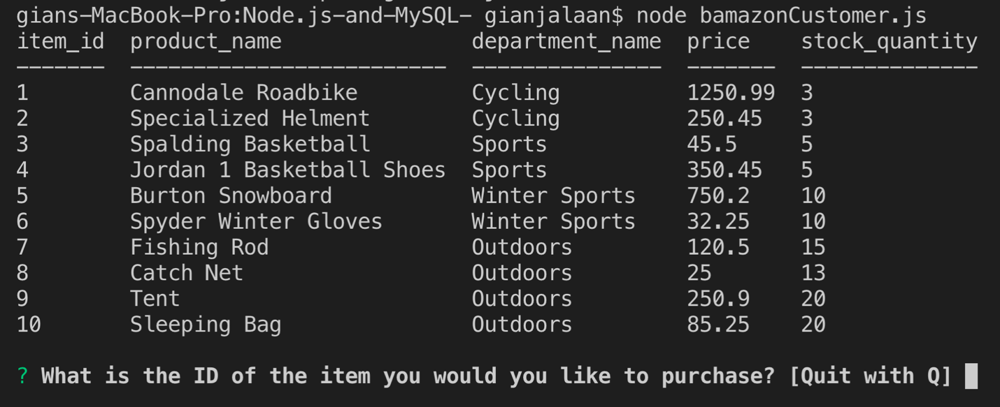 gians-MacBook-Pro:Node.js-and-MySQL- gianjalaan$ node bamazonCustomer.js
item_id  product_name               department_name  price    stock_quantity
-------  -------------------------  ---------------  -------  --------------
1        Cannodale Roadbike         Cycling          1250.99  3
2        Specialized Helment        Cycling          250.45   3
3        Spalding Basketball        Sports           45.5     5
4        Jordan 1 Basketball Shoes  Sports           350.45   5
5        Burton Snowboard           Winter Sports    750.2    10
6        Spyder Winter Gloves       Winter Sports    32.25    10
7        Fishing Rod                Outdoors         120.5    15
8        Catch Net                  Outdoors         25       13
9        Tent                       Outdoors         250.9    20
10       Sleeping Bag               Outdoors         85.25    20
? What is the ID of the item you would you like to purchase? [Quit with Q]